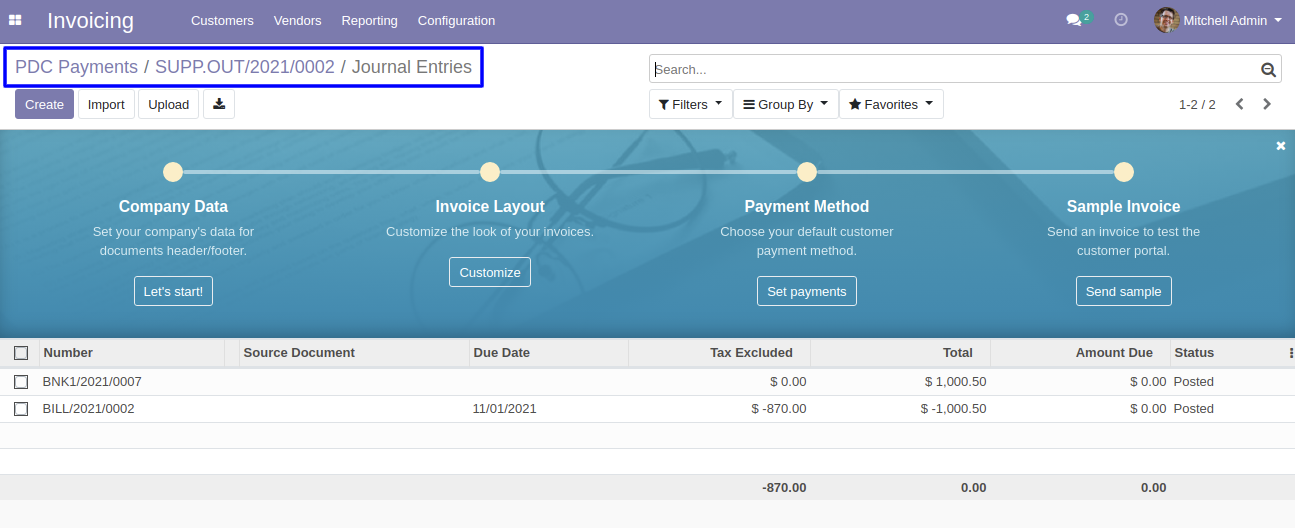 Invoicing Customers Vendors Reporting Configuration 2 Mitchell Admin
PDC Payments / SUPP.OUT/2021/0002 / Journal Entries
Search...
Create Import Upload Filters Group By Favorites 1-2 / 2
Company Data Invoice Layout Payment Method Sample Invoice
Set your company's data for Customize the look of your invoices. Choose your default customer Send an invoice to test the
documents header/footer. payment method. customer portal.
Let's start! Customize Set payments Send sample
Number Source Document Due Date Tax Excluded Total Amount Due Status
BNK1/2021/0007 $ 0.00 $ 1,000.50 $ 0.00 Posted
BILL/2021/0002 11/01/2021 $ -870.00 $ -1,000.50 $ 0.00 Posted
-870.00 0.00 0.00